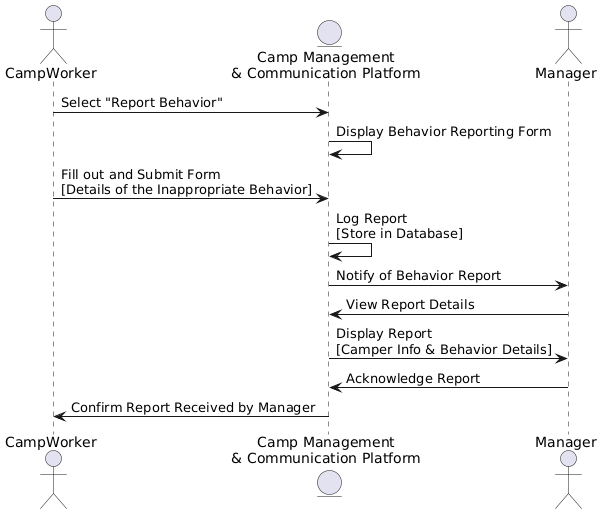 CampWorker
Camp Management
& Communication Platform
Manager
Select "Report Behavior"
Display Behavior Reporting Form
Fill out and Submit Form
[Details of the Inappropriate Behavior]
Log Report
[Store in Database]
Notify of Behavior Report
View Report Details
Display Report
[Camper Info & Behavior Details]
Acknowledge Report
Confirm Report Received by Manager
CampWorker
Camp Management
& Communication Platform
Manager